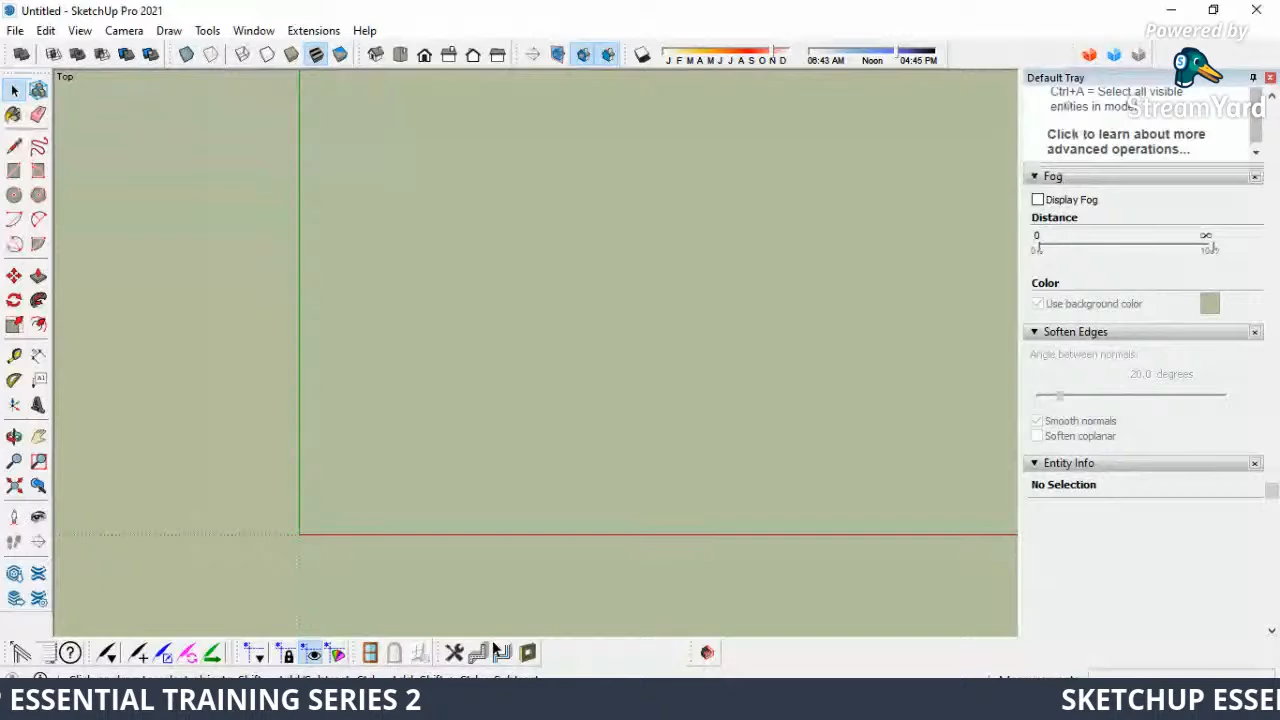 Untitled - SketchUp Pro 2021
File Edit View Camera Draw Tools Window Extensions Help
Powered by
StreamYard
J F M A M J J A S O N D
06:43 AM Noon 04:45 PM
Top
Default Tray
Ctrl+A = Select all visible
entities in model
Click to learn about more
advanced operations...
Fog
Display Fog
Distance
0 ∞
Color
Use background color
Soften Edges
Angle between normals:
20.0 degrees
Smooth normals
Soften coplanar
Entity Info
No Selection
ESSENTIAL TRAINING SERIES 2
SKETCHUP ESSE